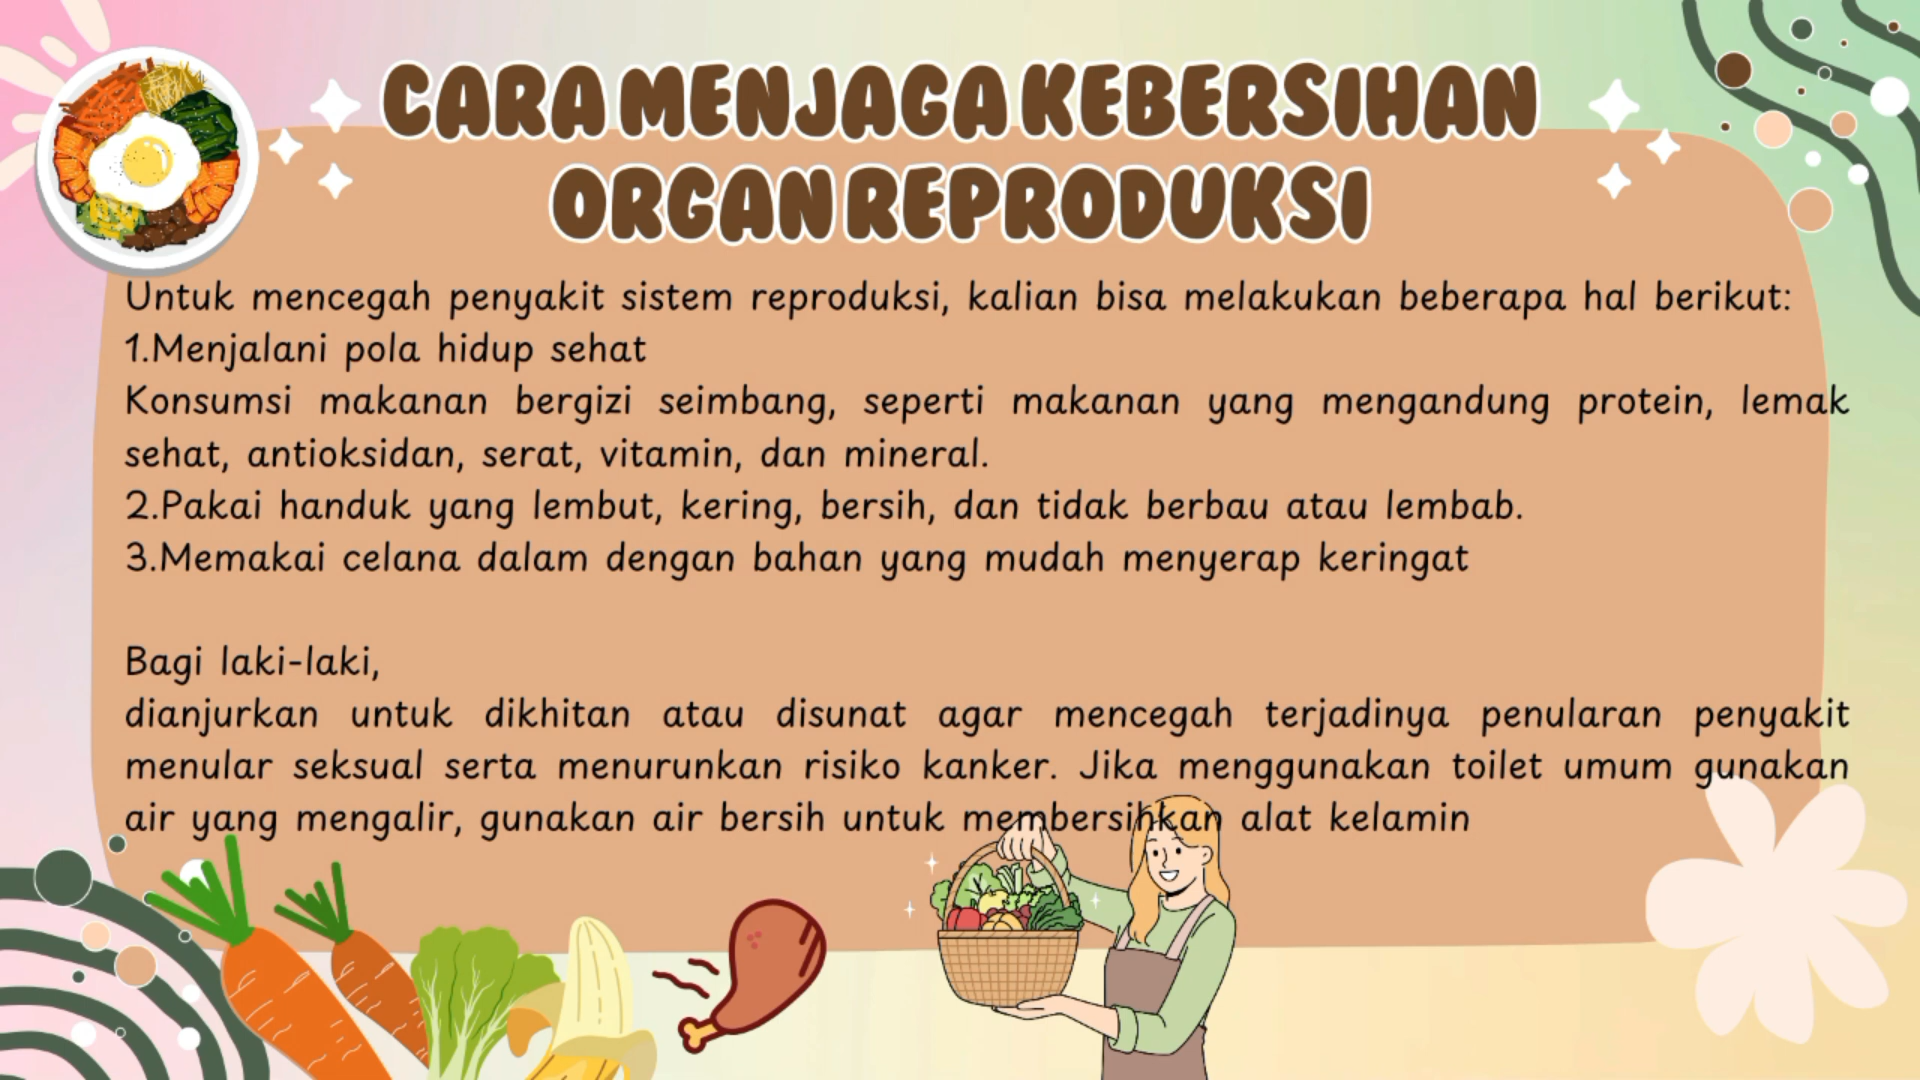 CARA MENJAGA KEBERSIHAN
ORGAN REPRODUKSI
Untuk mencegah penyakit sistem reproduksi, kalian bisa melakukan beberapa hal berikut:
1.Menjalani pola hidup sehat
Konsumsi makanan bergizi seimbang, seperti makanan yang mengandung protein, lemak
sehat, antioksidan, serat, vitamin, dan mineral.
2.Pakai handuk yang lembut, kering, bersih, dan tidak berbau atau lembab.
3.Memakai celana dalam dengan bahan yang mudah menyerap keringat
Bagi laki-laki,
dianjurkan untuk dikhitan atau disunat agar mencegah terjadinya penularan penyakit
menular seksual serta menurunkan risiko kanker. Jika menggunakan toilet umum gunakan
air yang mengalir, gunakan air bersih untuk membersihkan alat kelamin